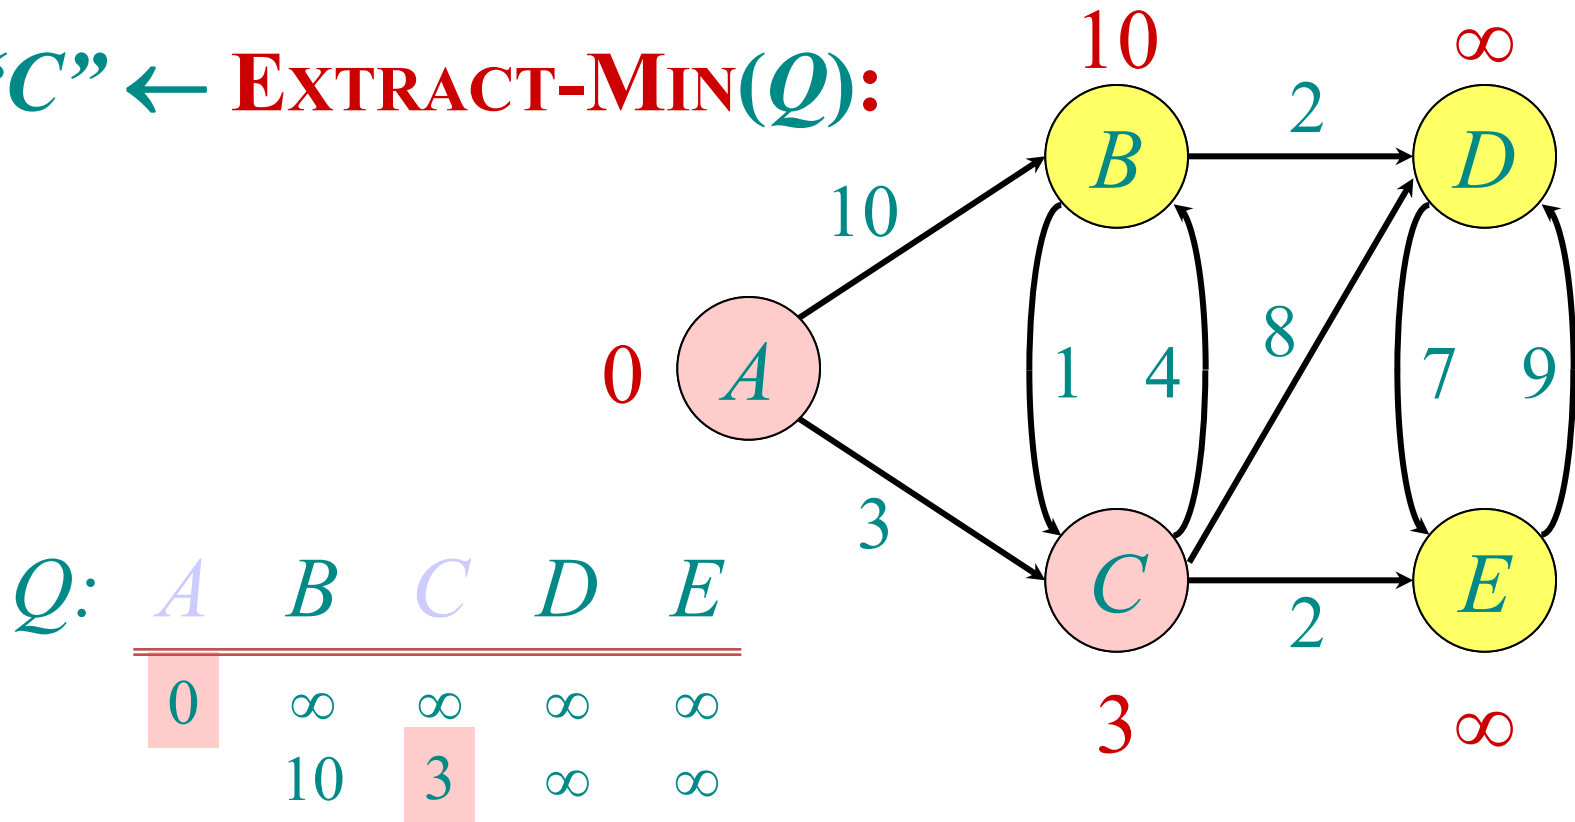 “C” ← EXTRACT-MIN(Q):
10 ∞
B 2 D
10
0 A 1 4 8 7 9
3
C 2 E
3 ∞
Q: A B C D E
0 ∞ ∞ ∞ ∞
10 3 ∞ ∞